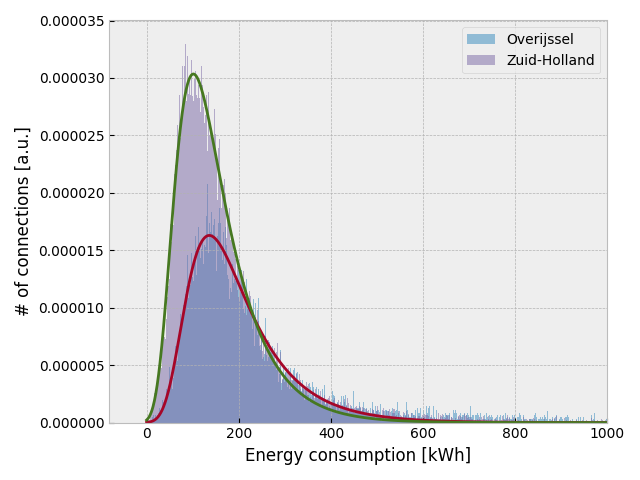 0.000035
0.000030
0.000025
0.000020
0.000015
0.000010
0.000005
0.000000
# of connections [a.u.]
Overijssel
Zuid-Holland
0 200 400 600 800 1000
Energy consumption [kWh]